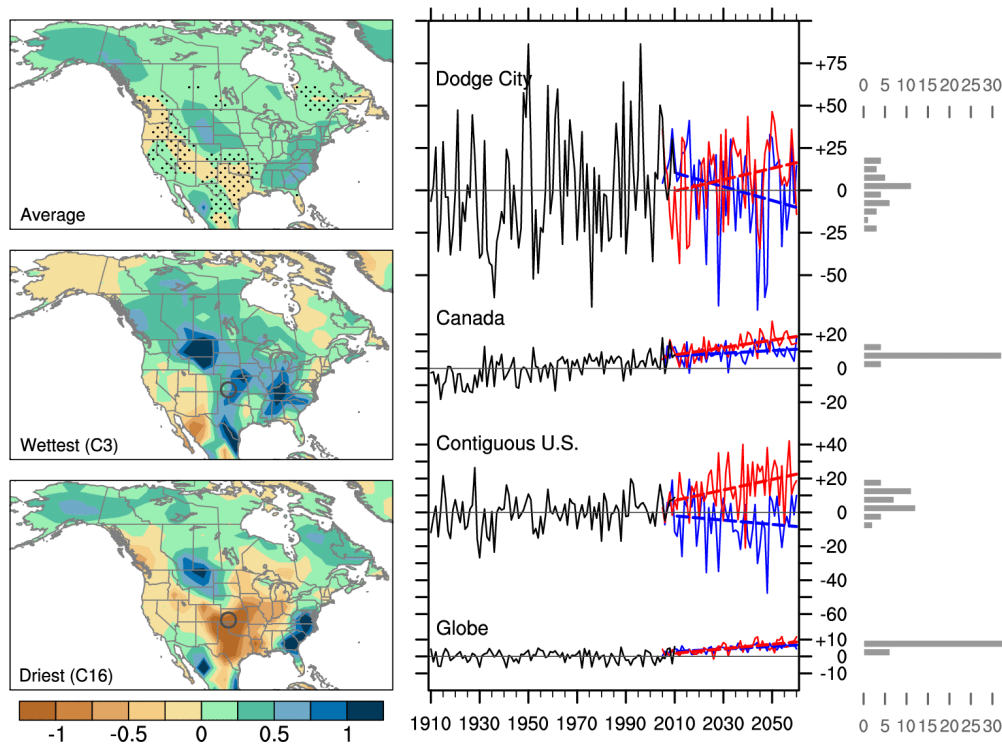 Average
Wettest (C3)
Driest (C16)
-1 -0.5 0 0.5 1
Dodge City
+75
+50
+25
0
-25
-50
Canada
+20
0
-20
Contiguous U.S.
+40
+20
0
-20
-40
-60
Globe
+10
0
-10
1910 1930 1950 1970 1990 2010 2030 2050
0 5 10 15 20 25 30
0 5 10 15 20 25 30